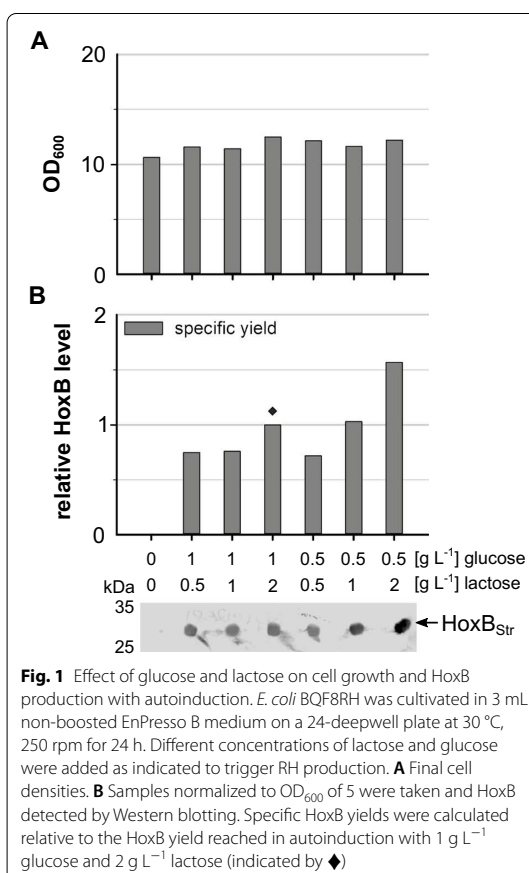 A
20
10
0
OD600
B
specific yield
2
1
0
relative HoxB level
◆
0 1 1 1 0.5 0.5 0.5 [g L-1] glucose
kDa 0 0.5 1 2 0.5 1 2 [g L-1] lactose
35
25
HoxBStr
Fig. 1 Effect of glucose and lactose on cell growth and HoxB
production with autoinduction. E. coli BQF8RH was cultivated in 3 mL
non-boosted EnPresso B medium on a 24-deepwell plate at 30 °C,
250 rpm for 24 h. Different concentrations of lactose and glucose
were added as indicated to trigger RH production. A Final cell
densities. B Samples normalized to OD600 of 5 were taken and HoxB
detected by Western blotting. Specific HoxB yields were calculated
relative to the HoxB yield reached in autoinduction with 1 g L−1
glucose and 2 g L−1 lactose (indicated by ◆)